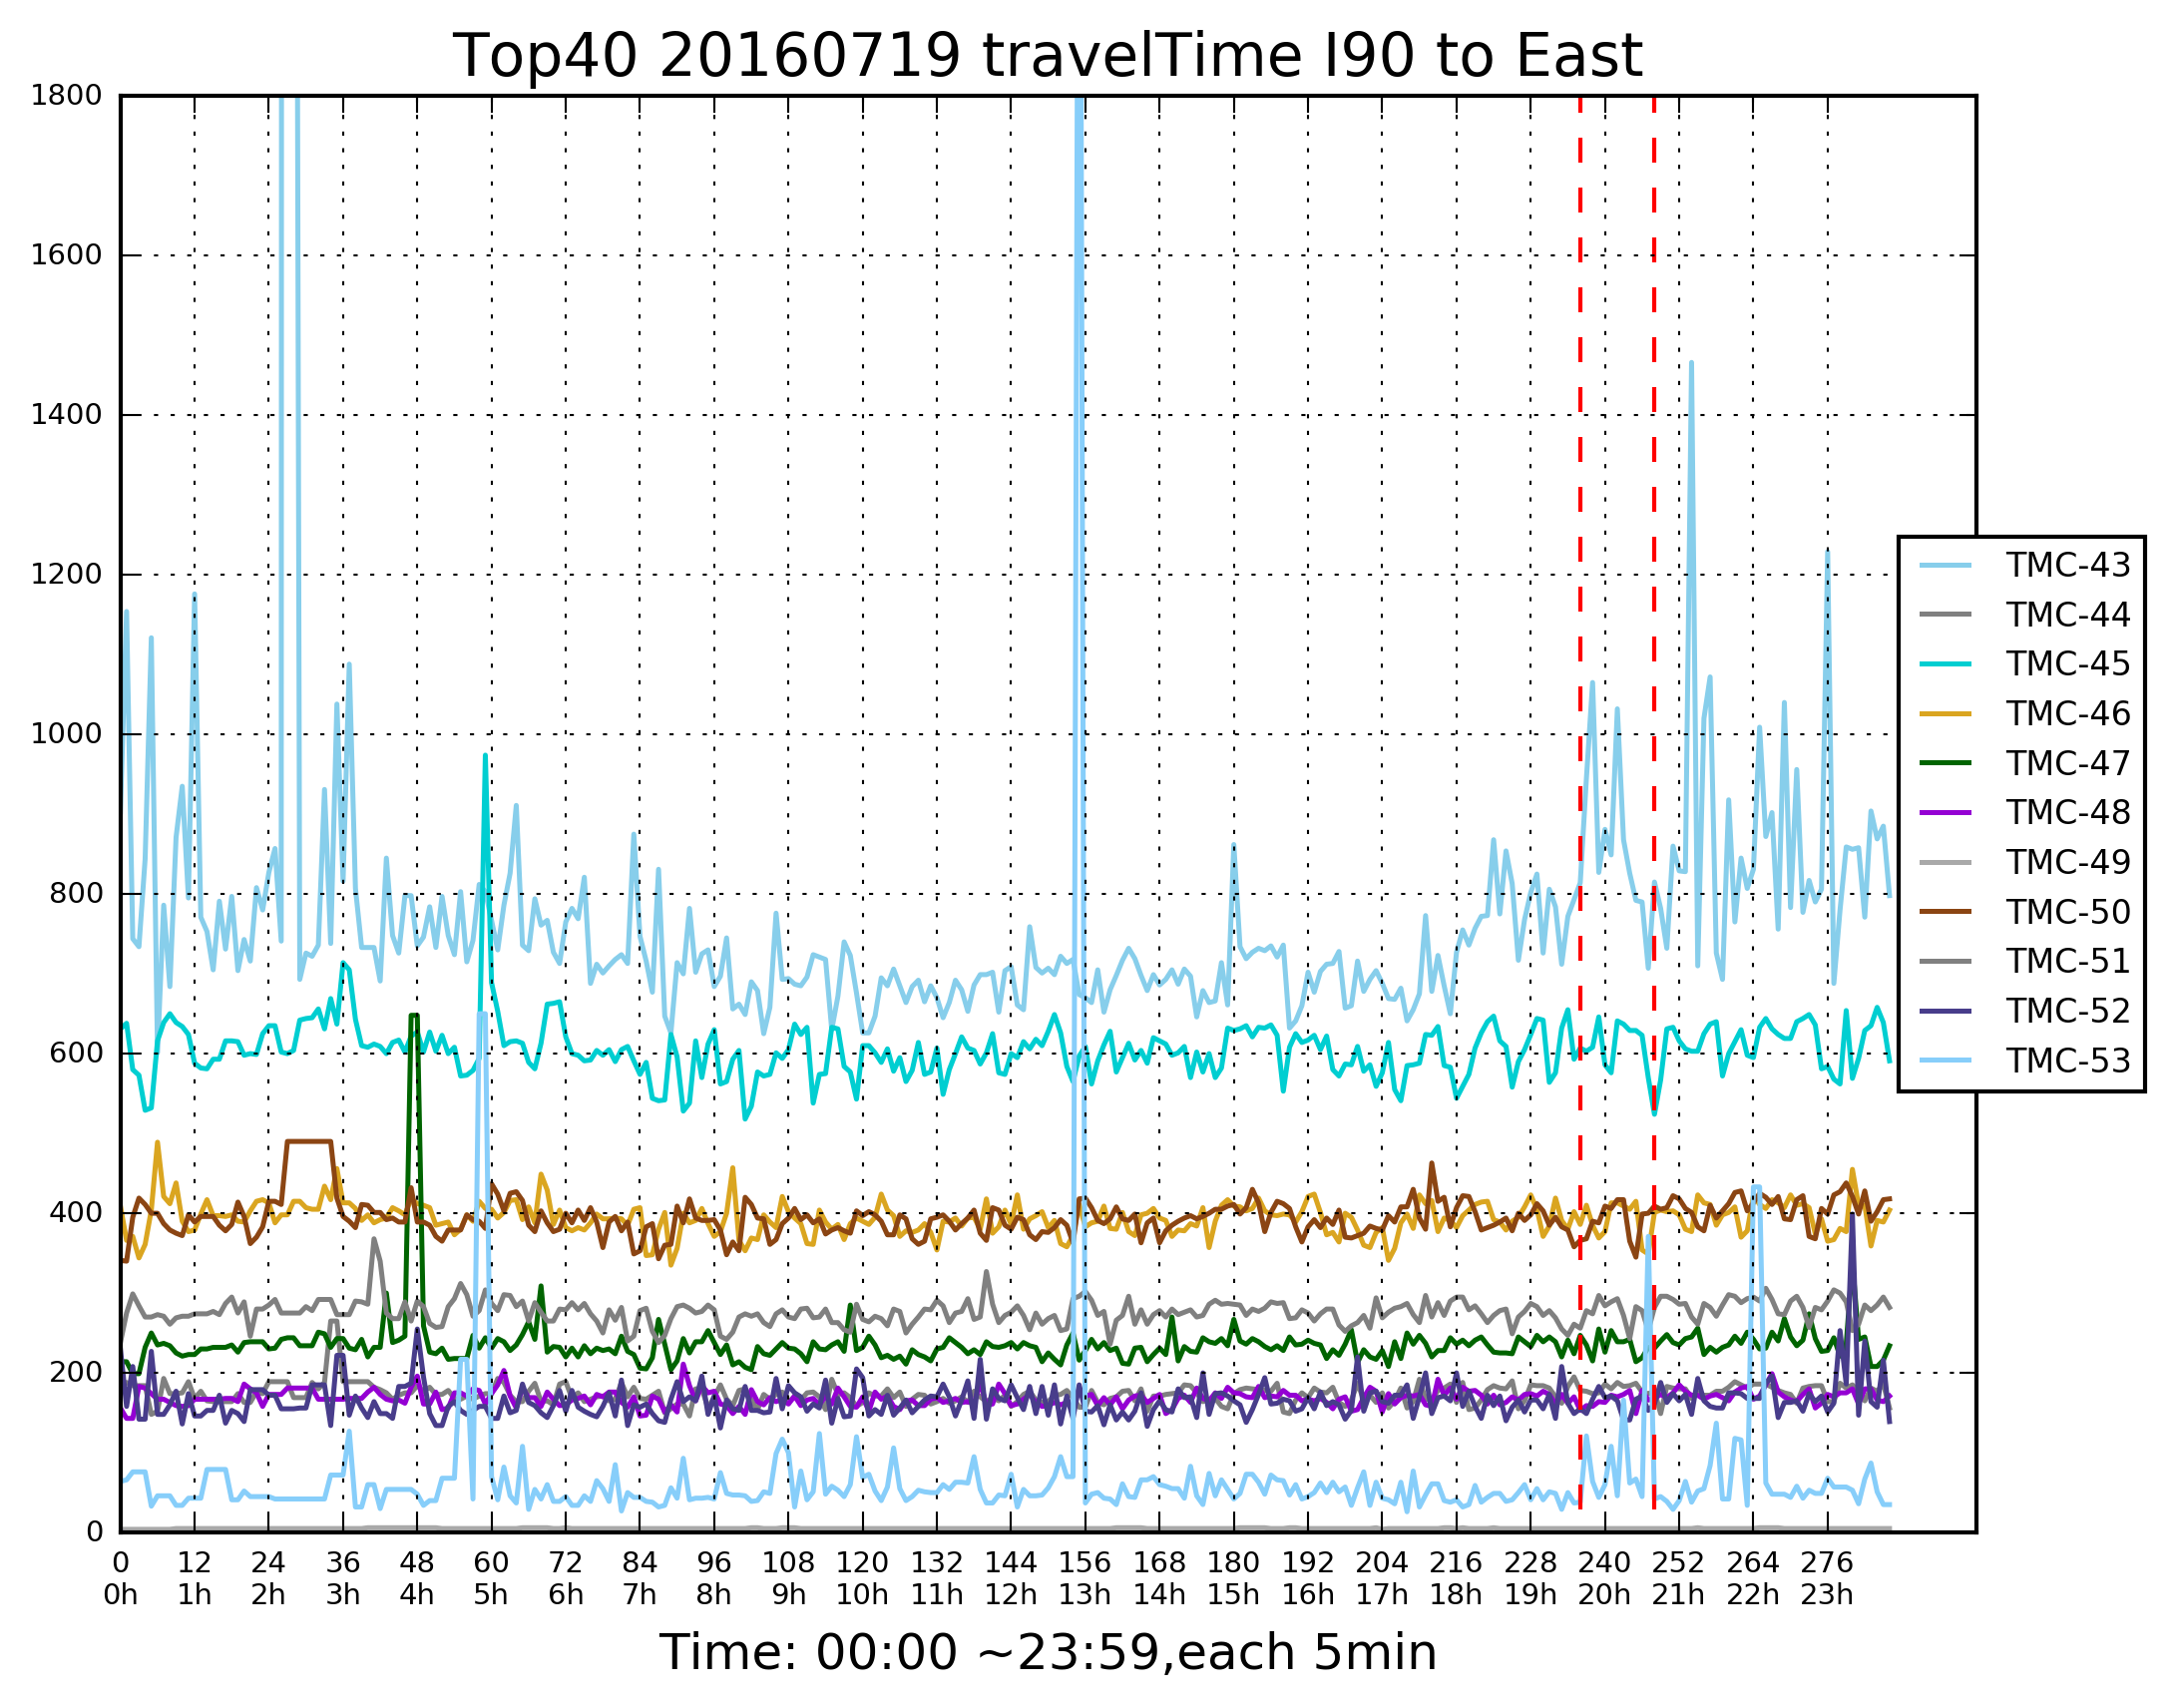 Top40 20160719 travelTime I90 to East
1800
1600
1400
1200
1000
800
600
400
200
0
TMC-43
TMC-44
TMC-45
TMC-46
TMC-47
TMC-48
TMC-49
TMC-50
TMC-51
TMC-52
TMC-53
0 12 24 36 48 60 72 84 96 108 120 132 144 156 168 180 192 204 216 228 240 252 264 276
0h 1h 2h 3h 4h 5h 6h 7h 8h 9h 10h 11h 12h 13h 14h 15h 16h 17h 18h 19h 20h 21h 22h 23h
Time: 00:00 ~23:59,each 5min